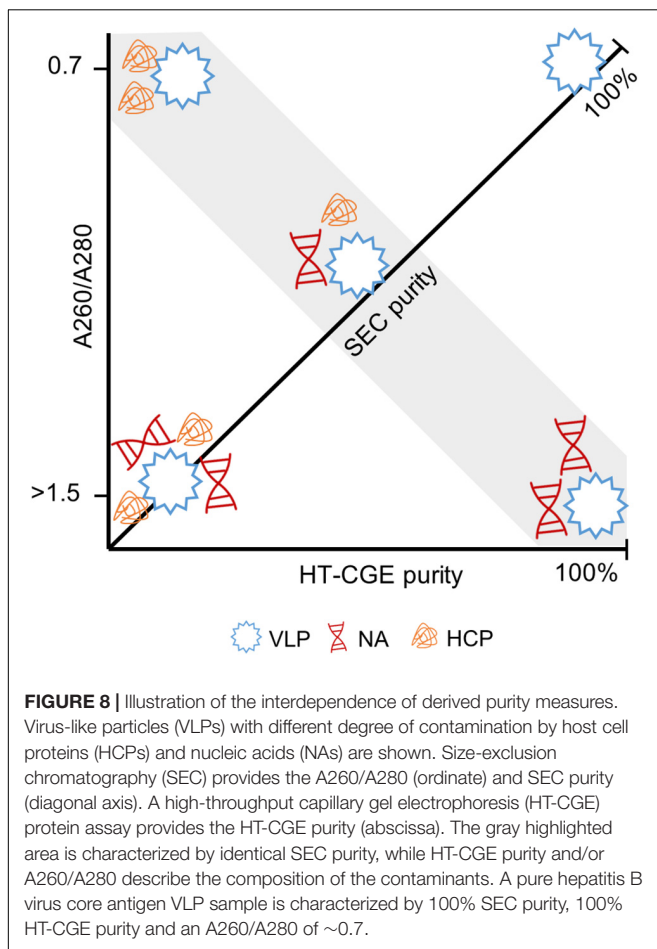 0.7
100%
A260/A280
SEC purity
>1.5
HT-CGE purity
100%
VLP NA HCP
FIGURE 8 | Illustration of the interdependence of derived purity measures.
Virus-like particles (VLPs) with different degree of contamination by host cell
proteins (HCPs) and nucleic acids (NAs) are shown. Size-exclusion
chromatography (SEC) provides the A260/A280 (ordinate) and SEC purity
(diagonal axis). A high-throughput capillary gel electrophoresis (HT-CGE)
protein assay provides the HT-CGE purity (abscissa). The gray highlighted
area is characterized by identical SEC purity, while HT-CGE purity and/or
A260/A280 describe the composition of the contaminants. A pure hepatitis B
virus core antigen VLP sample is characterized by 100% SEC purity, 100%
HT-CGE purity and an A260/A280 of ~0.7.